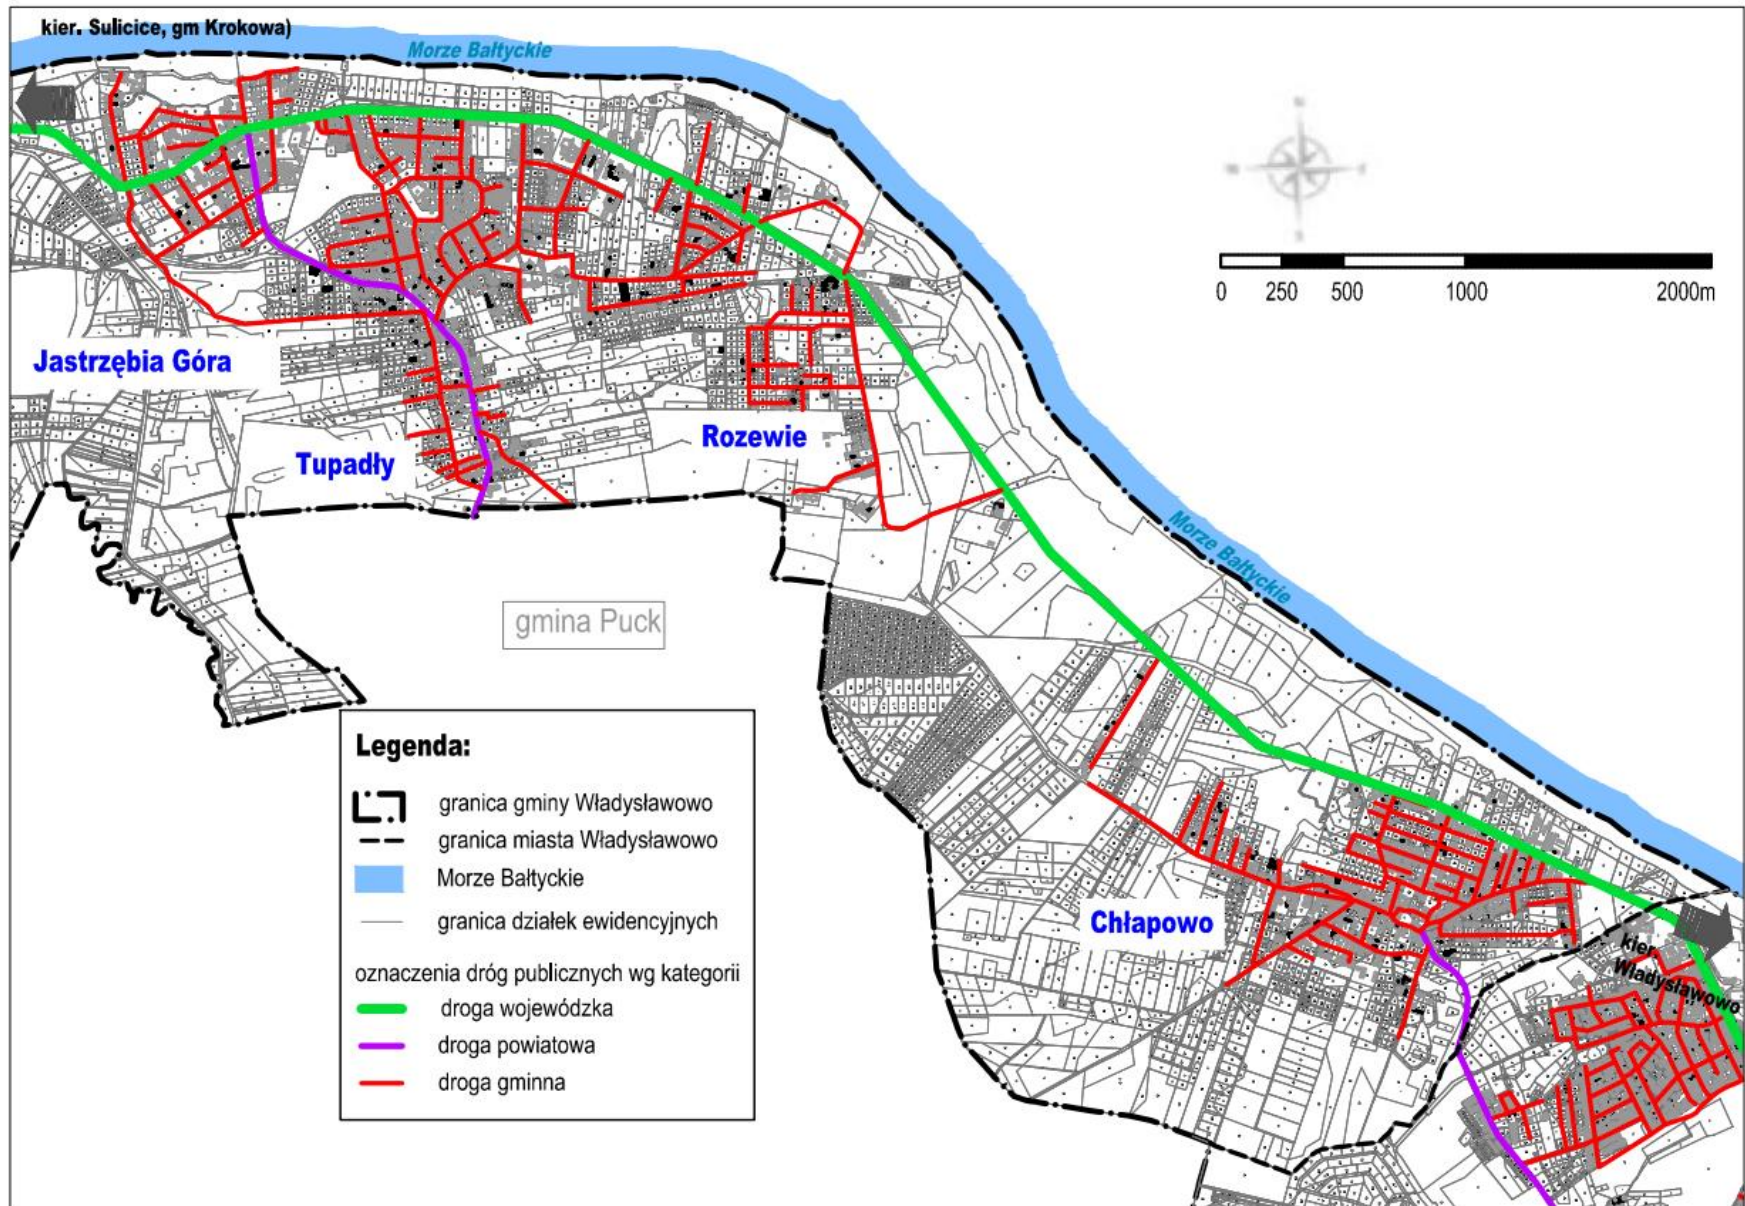 kier. Sulicice, gm Krokowa)
Morze Bałtyckie
0 250 500 1000 2000m
Jastrzębia Góra
Rozewie
Tupadły
Morze Bałtyckie
gmina Puck
Legenda:
granica gminy Władysławowo
granica miasta Władysławowo
Morze Bałtyckie
granica działek ewidencyjnych
oznaczenia dróg publicznych wg kategorii
droga wojewódzka
droga powiatowa
droga gminna
Chłapowo
kier.
Władysławowo